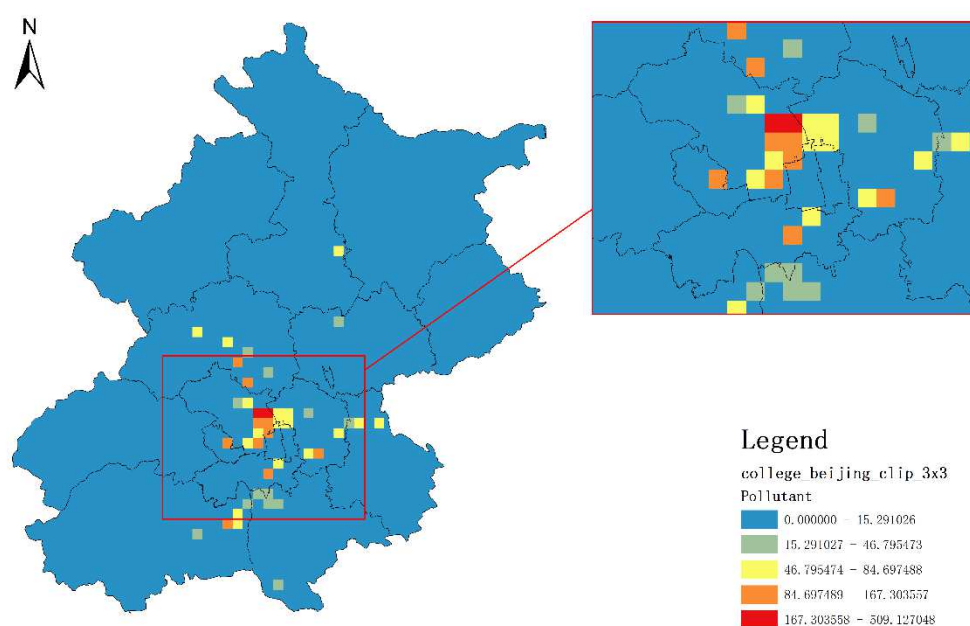 N
Legend
college_beijing_clip_3x3
Pollutant
0.000000 - 15.291026
15.291027 - 46.795473
46.795474 - 84.697488
84.697489 - 167.303557
167.303558 - 509.127048